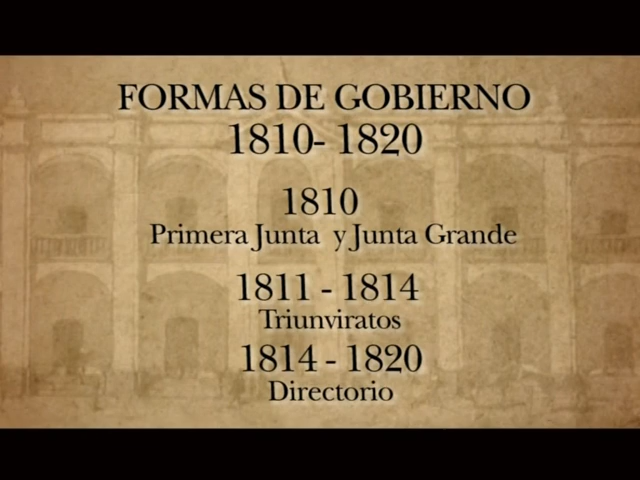 FORMAS DE GOBIERNO
1810- 1820
1810
Primera Junta y Junta Grande
1811 - 1814
Triunviratos
1814 - 1820
Directorio